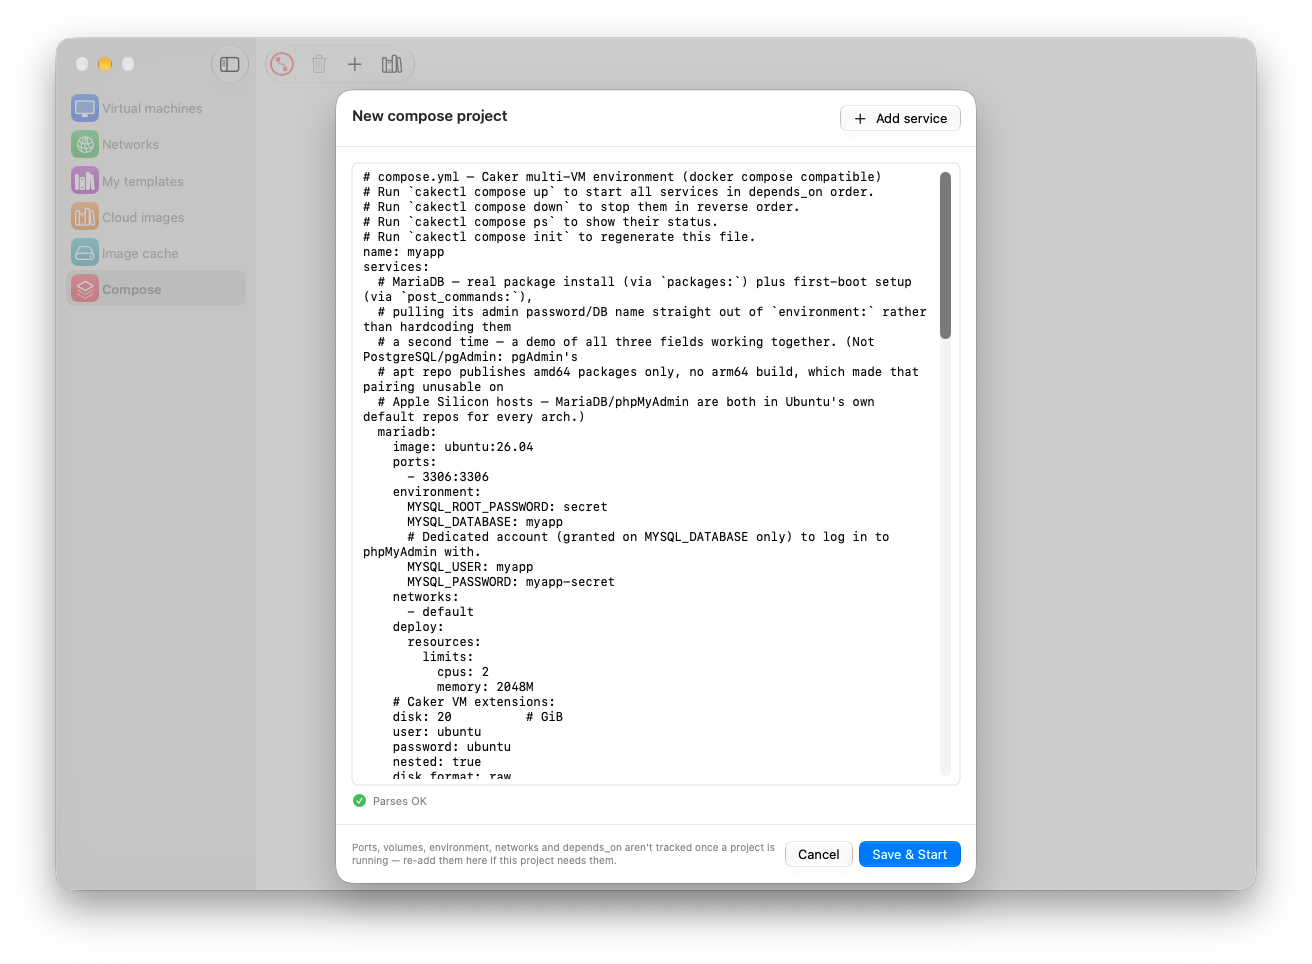 Virtual machines
Networks
My templates
Cloud images
Image cache
Compose
New compose project
Add service
# compose.yml — Caker multi-VM environment (docker compose compatible)
# Run `cakectl compose up` to start all services in depends_on order.
# Run `cakectl compose down` to stop them in reverse order.
# Run `cakectl compose ps` to show their status.
# Run `cakectl compose init` to regenerate this file.
name: myapp
services:
  # MariaDB — real package install (via `packages:`) plus first-boot setup
(via `post_commands:`),
  # pulling its admin password/DB name straight out of `environment:` rather
than hardcoding them
  # a second time — a demo of all three fields working together. (Not
PostgreSQL/pgAdmin: pgAdmin's
  # apt repo publishes amd64 packages only, no arm64 build, which made that
pairing unusable on
  # Apple Silicon hosts — MariaDB/phpMyAdmin are both in Ubuntu's own
default repos for every arch.)
  mariadb:
    image: ubuntu:26.04
    ports:
      - 3306:3306
    environment:
      MYSQL_ROOT_PASSWORD: secret
      MYSQL_DATABASE: myapp
      # Dedicated account (granted on MYSQL_DATABASE only) to log in to
phpMyAdmin with.
      MYSQL_USER: myapp
      MYSQL_PASSWORD: myapp-secret
    networks:
      - default
    deploy:
      resources:
        limits:
          cpus: 2
          memory: 2048M
    # Caker VM extensions:
    disk: 20          # GiB
    user: ubuntu
    password: ubuntu
    nested: true
    disk_format: raw
Parses OK
Ports, volumes, environment, networks and depends_on aren't tracked once a project is
running — re-add them here if this project needs them.
Cancel
Save & Start